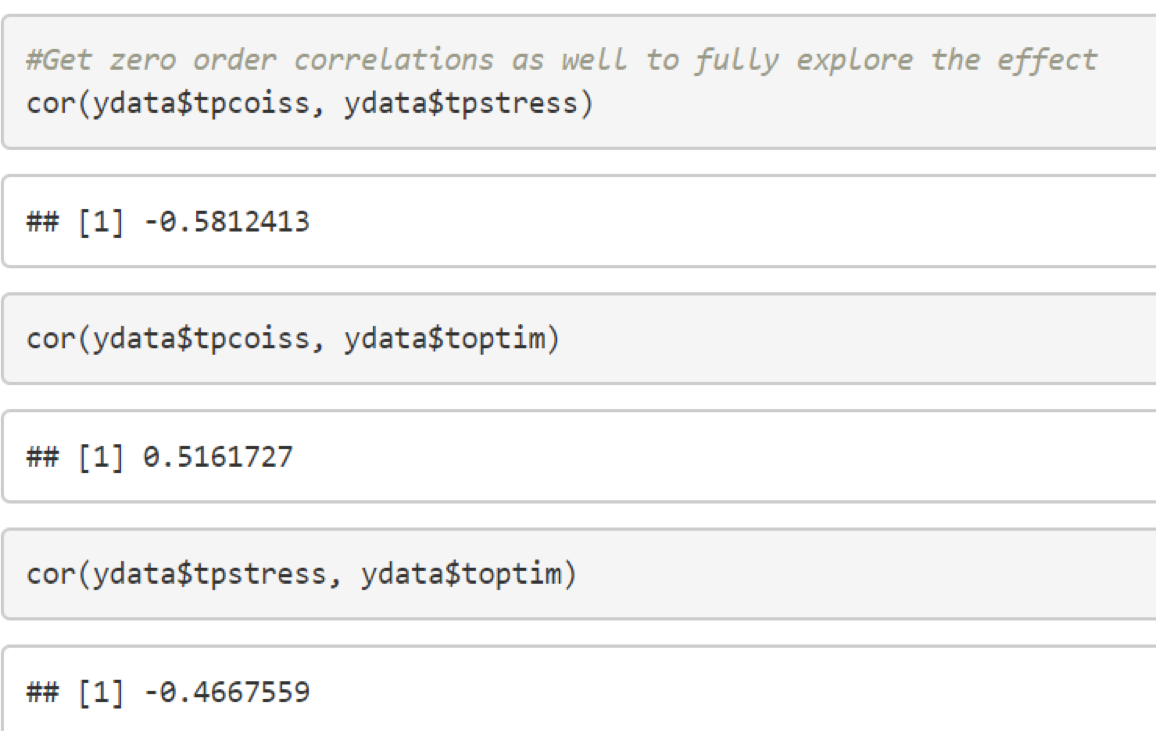 #Get zero order correlations as well to fully explore the effect
cor(ydata$tpcoiss, ydata$tpstress)
## [1] -0.5812413
cor(ydata$tpcoiss, ydata$toptim)
## [1] 0.5161727
cor(ydata$tpstress, ydata$toptim)
## [1] -0.4667559